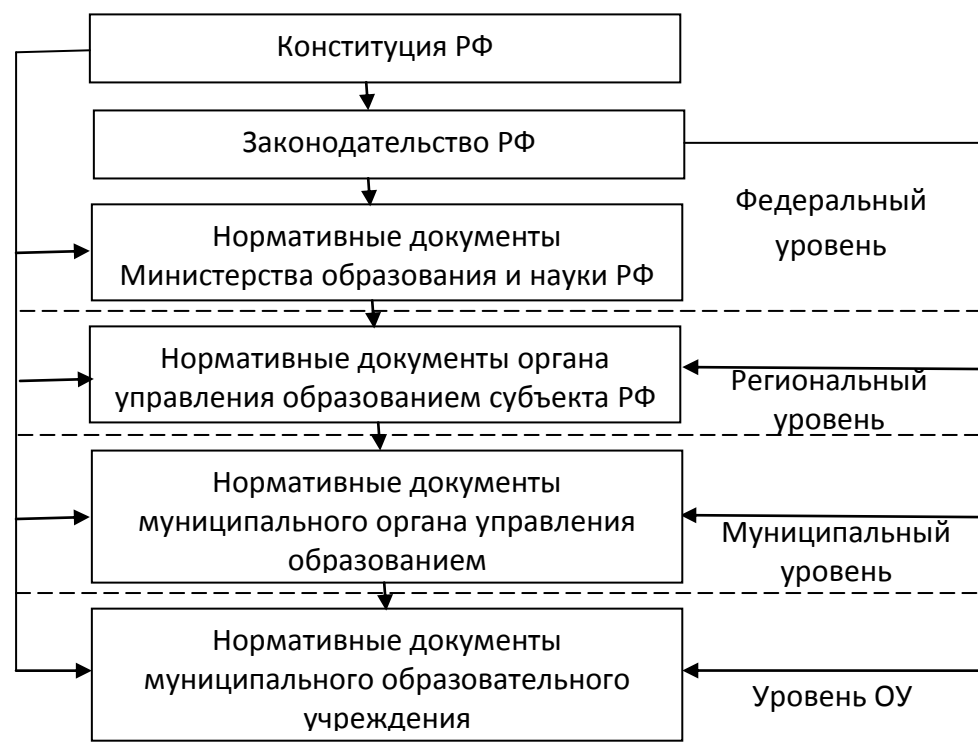 Конституция РФ
Законодательство РФ
Федеральный
уровень
Нормативные документы
Министерства образования и науки РФ
Нормативные документы органа
управления образованием субъекта РФ
Региональный
уровень
Нормативные документы
муниципального органа управления
образованием
Муниципальный
уровень
Нормативные документы
муниципального образовательного
учреждения
Уровень ОУ